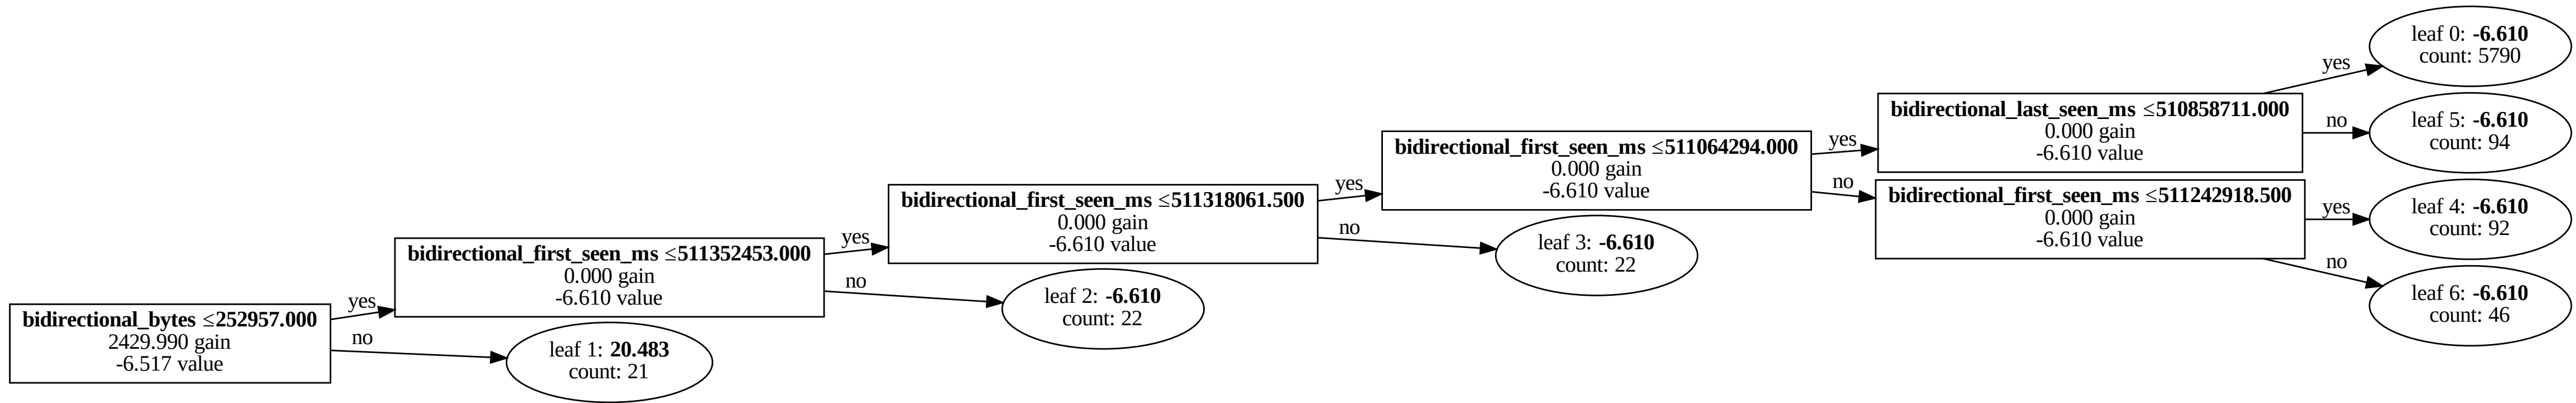 bidirectional_bytes ≤252957.000
2429.990 gain
-6.517 value
yes
no
bidirectional_first_seen_ms ≤511352453.000
0.000 gain
-6.610 value
leaf 1: 20.483
count: 21
yes
no
bidirectional_first_seen_ms ≤511318061.500
0.000 gain
-6.610 value
leaf 2: -6.610
count: 22
yes
no
bidirectional_first_seen_ms ≤511064294.000
0.000 gain
-6.610 value
leaf 3: -6.610
count: 22
yes
no
bidirectional_last_seen_ms ≤510858711.000
0.000 gain
-6.610 value
bidirectional_first_seen_ms ≤511242918.500
0.000 gain
-6.610 value
yes
no
yes
no
leaf 0: -6.610
count: 5790
leaf 5: -6.610
count: 94
leaf 4: -6.610
count: 92
leaf 6: -6.610
count: 46